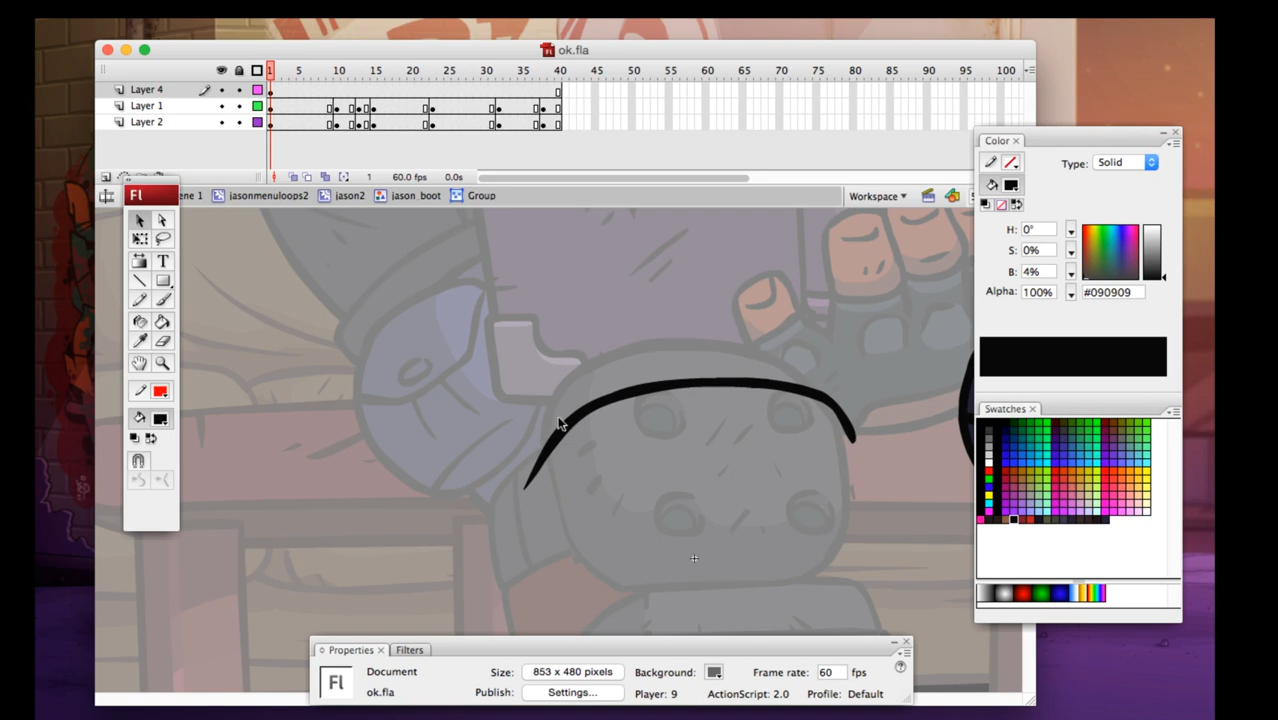 ok.fla
1 5 10 15 20 25 30 35 40 45 50 55 60 65 70 75 80 85 90 95 100
Layer 4
Layer 1
Layer 2
1 60.0 fps 0.0s
Fl
ene 1 jasonmenuloops2 jason2 jason_boot Group Workspace
T
Color
Type: Solid
H: 0°
S: 0%
B: 4%
Alpha: 100% #090909
Swatches
Properties Filters
Fl
Document Size: 853 x 480 pixels Background: Frame rate: 60 fps
ok.fla Publish: Settings... Player: 9 ActionScript: 2.0 Profile: Default